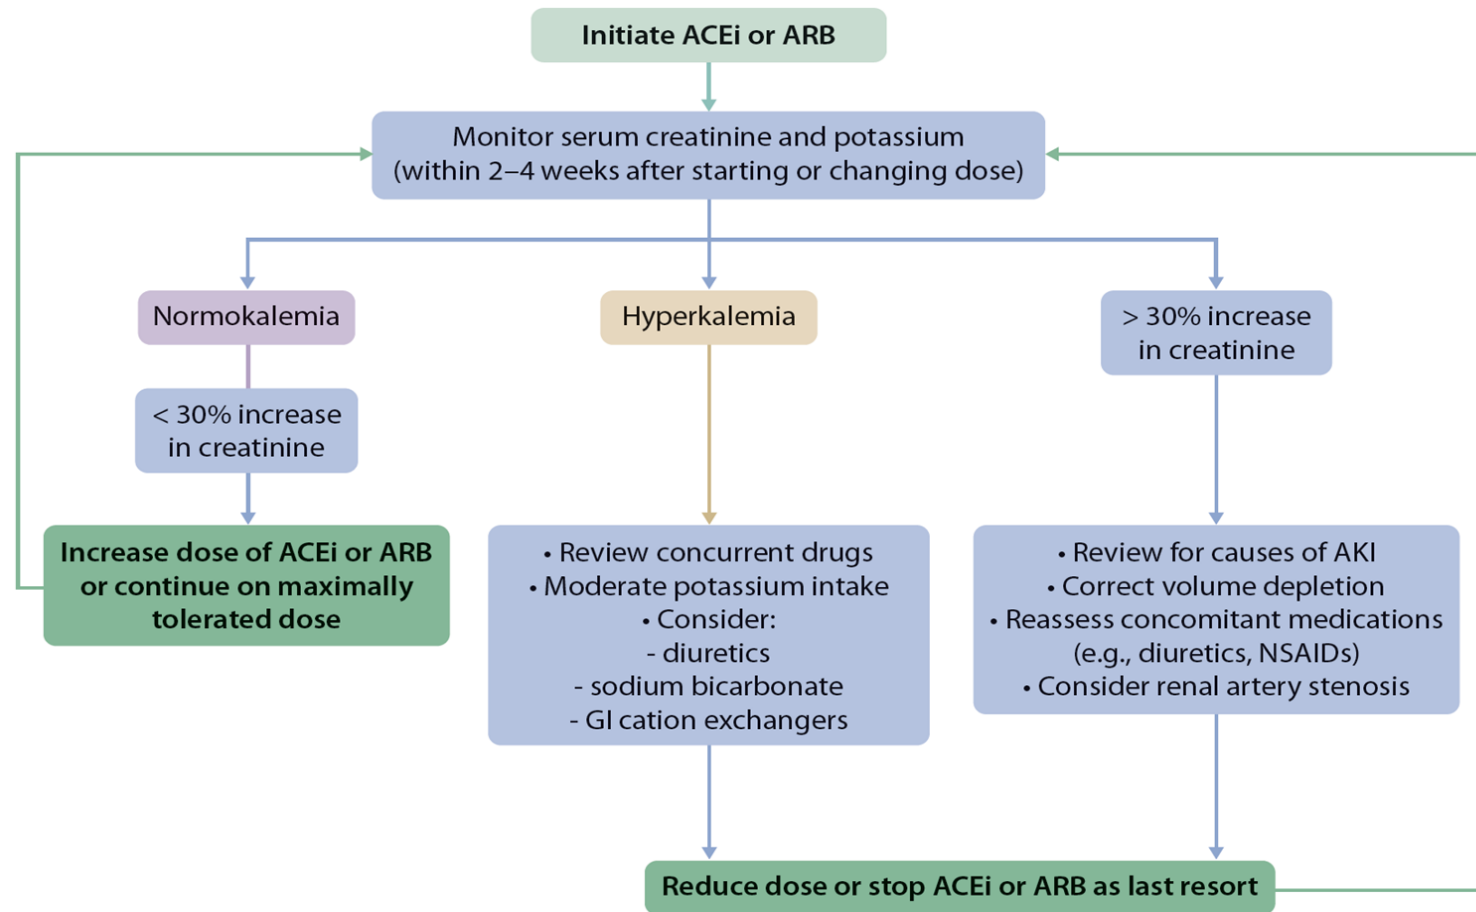 Initiate ACEi or ARB
Monitor serum creatinine and potassium
(within 2–4 weeks after starting or changing dose)
Normokalemia
Hyperkalemia
> 30% increase
in creatinine
< 30% increase
in creatinine
Increase dose of ACEi or ARB
or continue on maximally
tolerated dose
• Review concurrent drugs
• Moderate potassium intake
• Consider:
- diuretics
- sodium bicarbonate
- GI cation exchangers
• Review for causes of AKI
• Correct volume depletion
• Reassess concomitant medications
(e.g., diuretics, NSAIDs)
• Consider renal artery stenosis
Reduce dose or stop ACEi or ARB as last resort